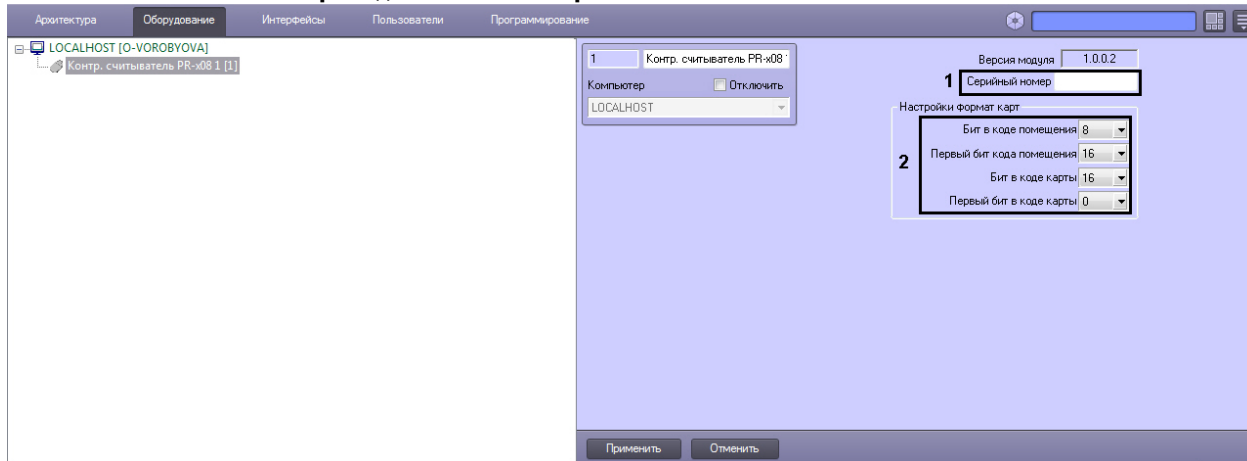 Архитектура Оборудование Интерфейсы Пользователи Программирование
LOCALHOST [O-VOROBYOVA]
Контр. считыватель PR-x08 1 [1]
1 Контр. считыватель PR-x08
Компьютер Отключить
LOCALHOST
Версия модуля 1.0.0.2
1 Серийный номер
Настройки формат карт
2
Бит в коде помещения 8
Первый бит кода помещения 16
Бит в коде карты 16
Первый бит в коде карты 0
Применить Отменить